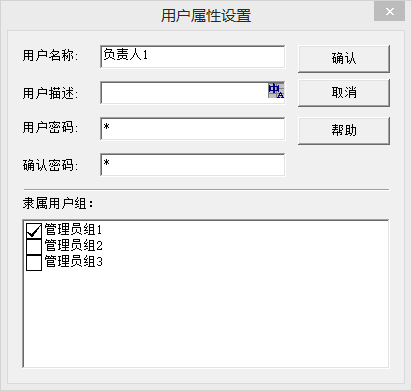 用户属性设置
用户名称: 负责人1 确认
用户描述: 中A 取消
用户密码: * 帮助
确认密码: *
隶属用户组:
管理员组1
管理员组2
管理员组3